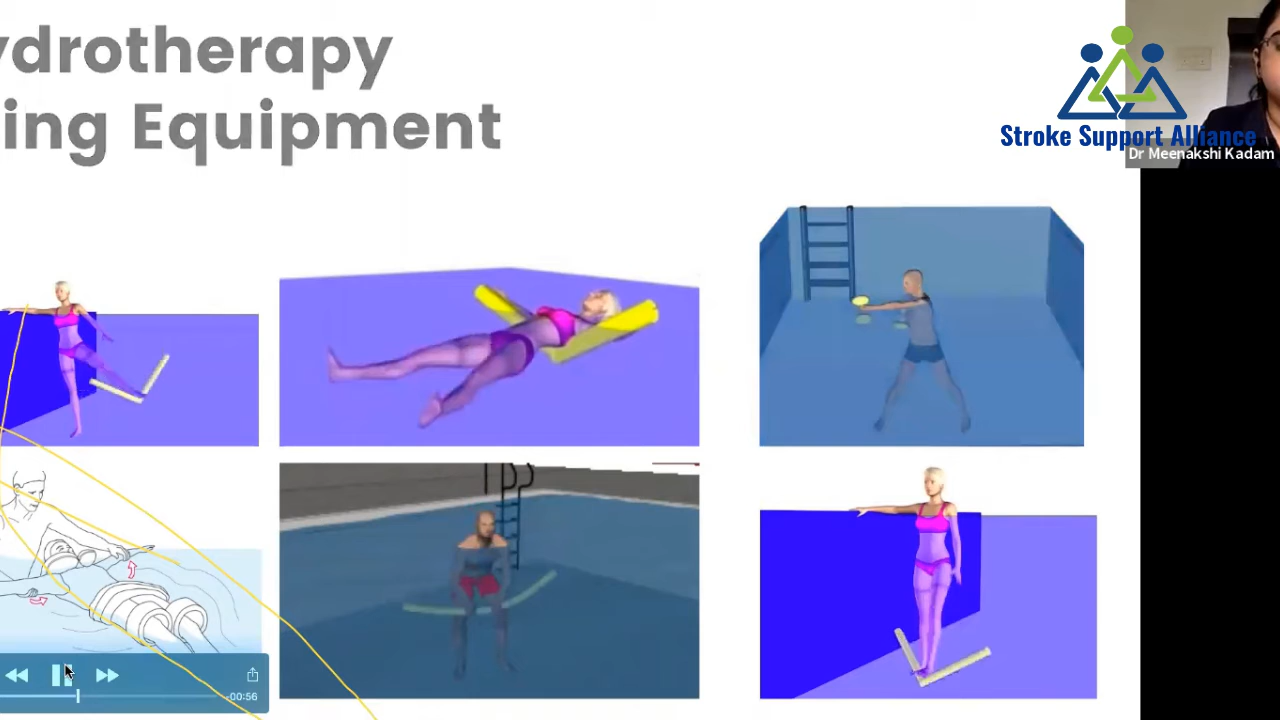 ydrotherapy
ing Equipment
Stroke Support Alliance
Dr Meenakshi Kadam
-00:56